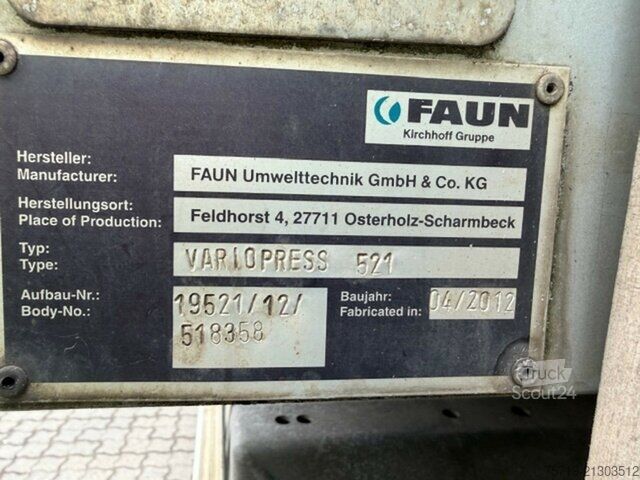 FAUN
Kirchhoff Gruppe
Hersteller:
Manufacturer:
FAUN Umwelttechnik GmbH & Co. KG
Herstellungsort:
Place of Production:
Feldhorst 4, 27711 Osterholz-Scharmbeck
Typ:
Type:
VARIOPRESS 521
Aufbau-Nr.:
Body-No.:
19521/12/
518358
Baujahr:
Fabricated in:
04/2012
Truck
Scout24